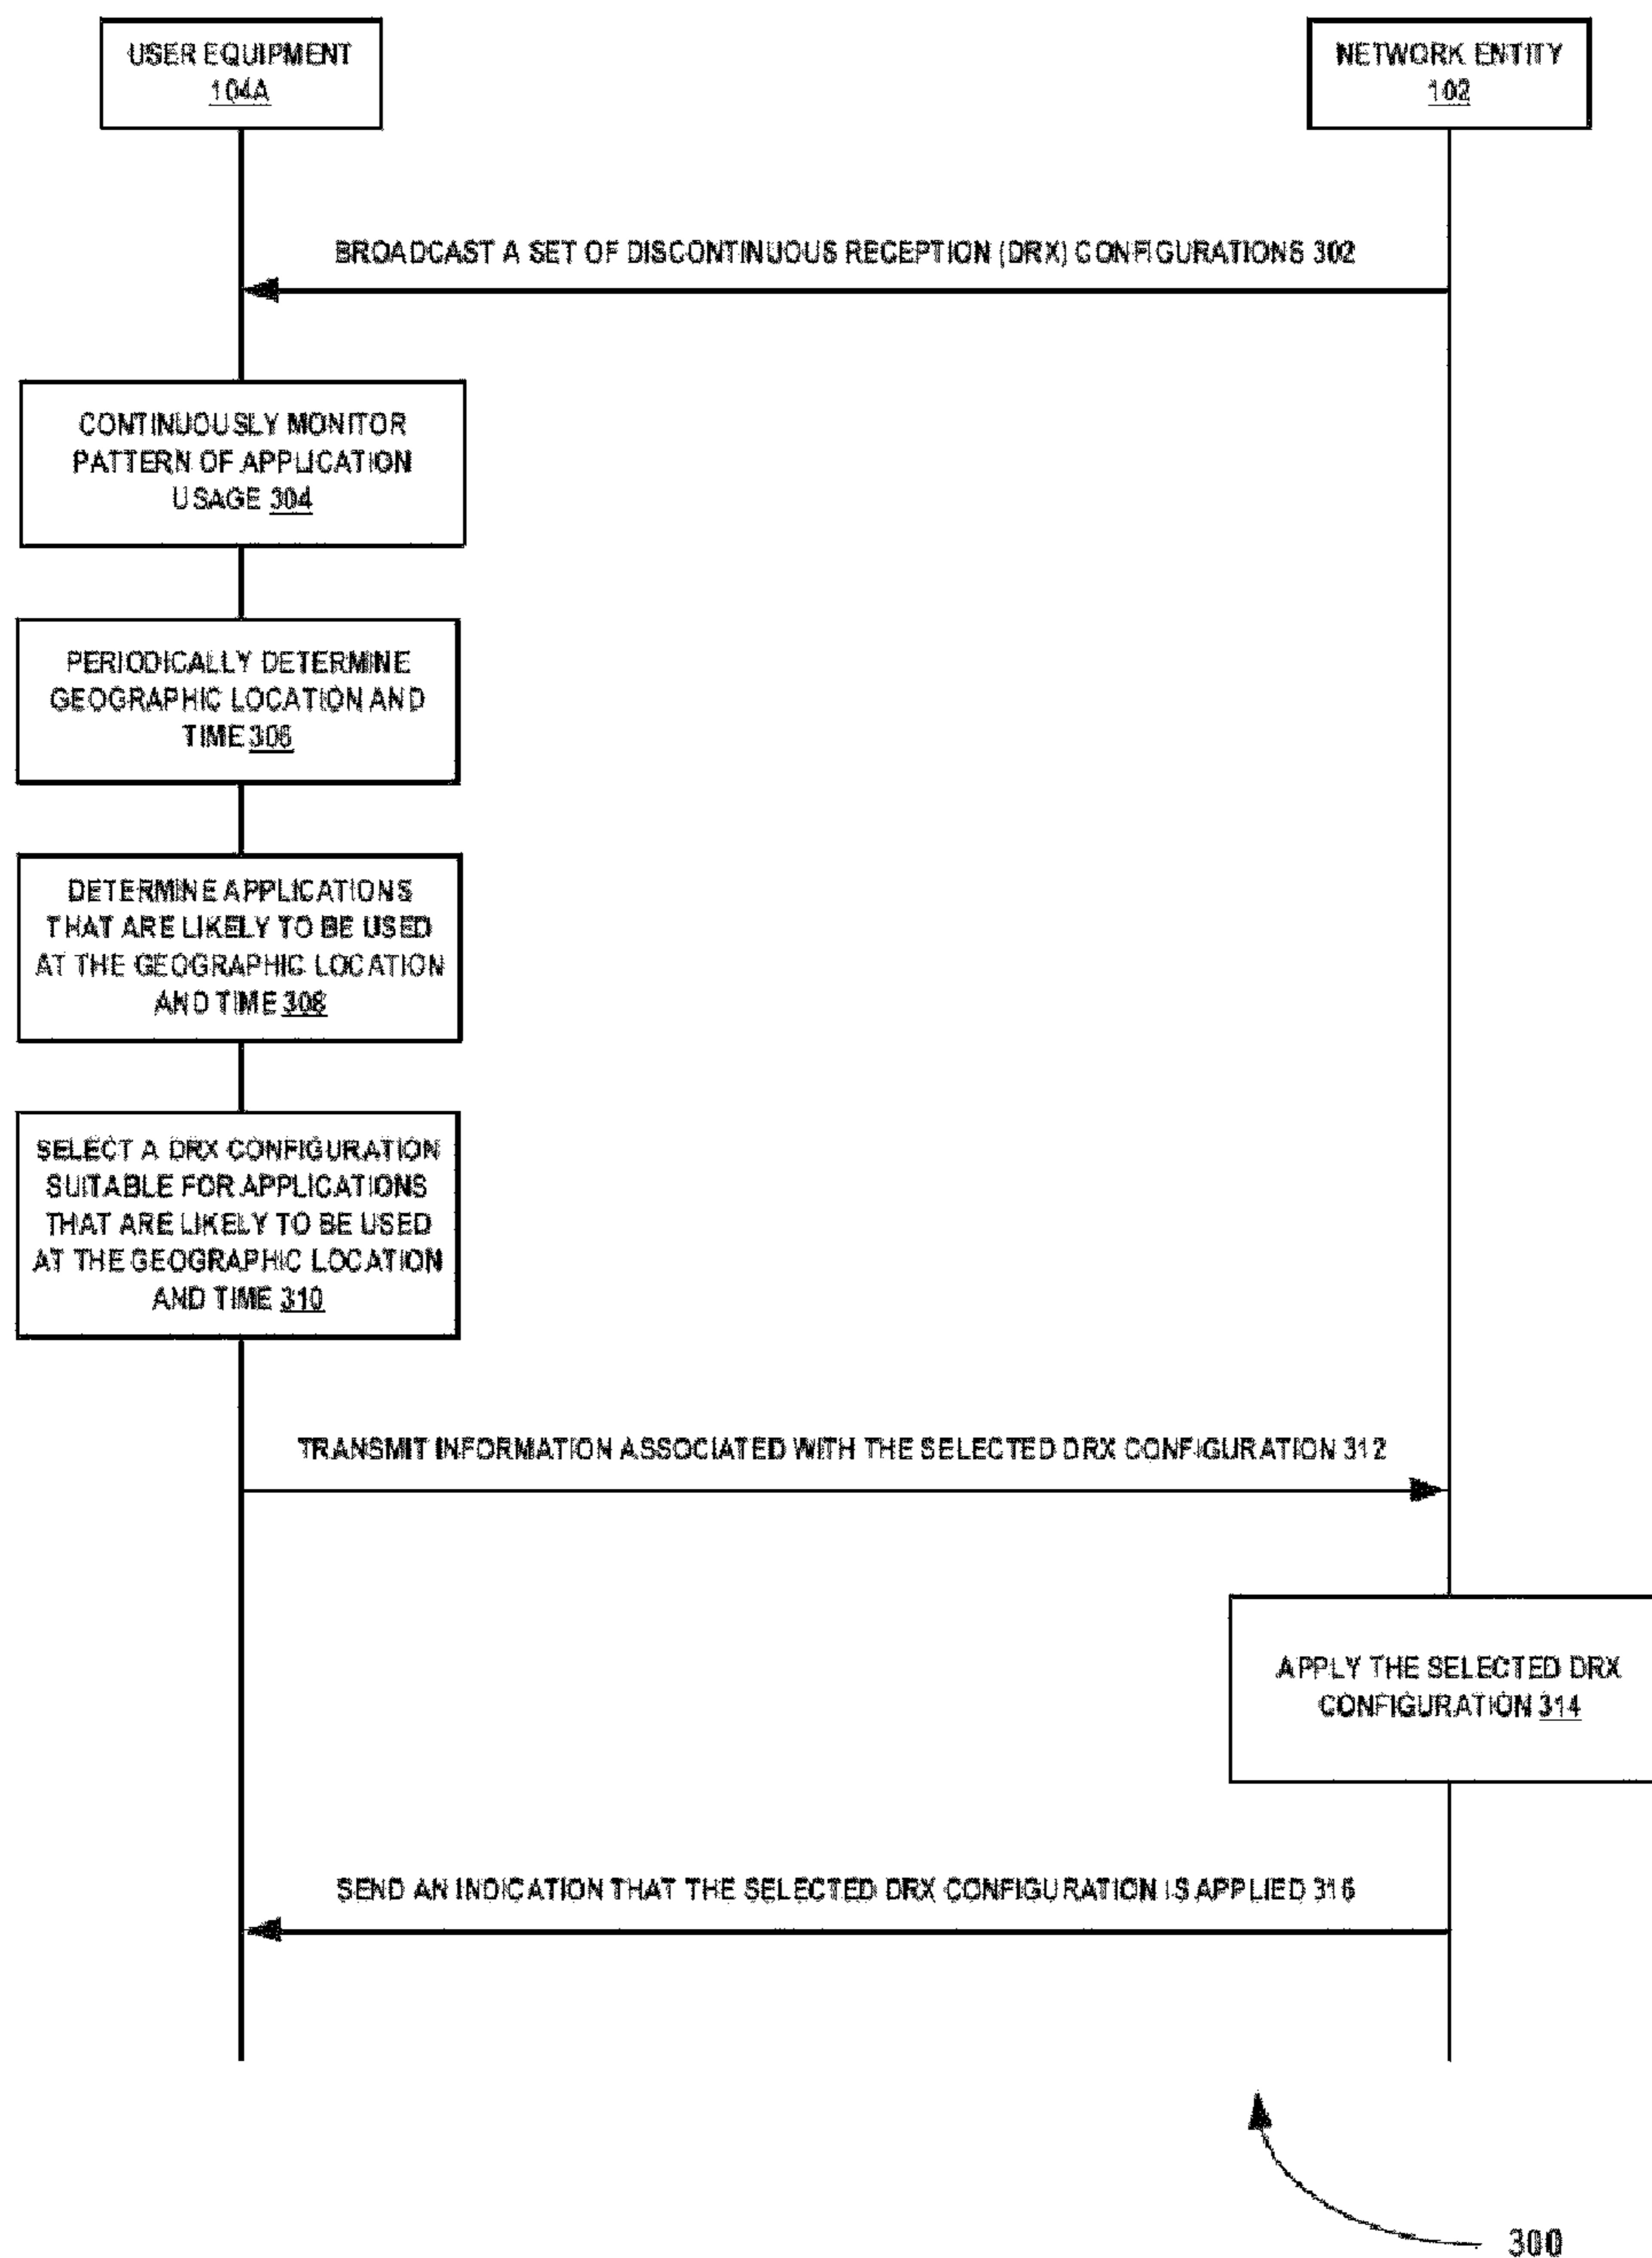 USER EQUIPMENT
104A
NETWORK ENTITY
102
BROADCAST A SET OF DISCONTINUOUS RECEPTION (DRX) CONFIGURATIONS 302
CONTINUOUSLY MONITOR
PATTERN OF APPLICATION
USAGE 304
PERIODICALLY DETERMINE
GEOGRAPHIC LOCATION AND
TIME 306
DETERMINE APPLICATIONS
THAT ARE LIKELY TO BE USED
AT THE GEOGRAPHIC LOCATION
AND TIME 308
SELECT A DRX CONFIGURATION
SUITABLE FOR APPLICATIONS
THAT ARE LIKELY TO BE USED
AT THE GEOGRAPHIC LOCATION
AND TIME 310
TRANSMIT INFORMATION ASSOCIATED WITH THE SELECTED DRX CONFIGURATION 312
APPLY THE SELECTED DRX
CONFIGURATION 314
SEND AN INDICATION THAT THE SELECTED DRX CONFIGURATION IS APPLIED 316
300